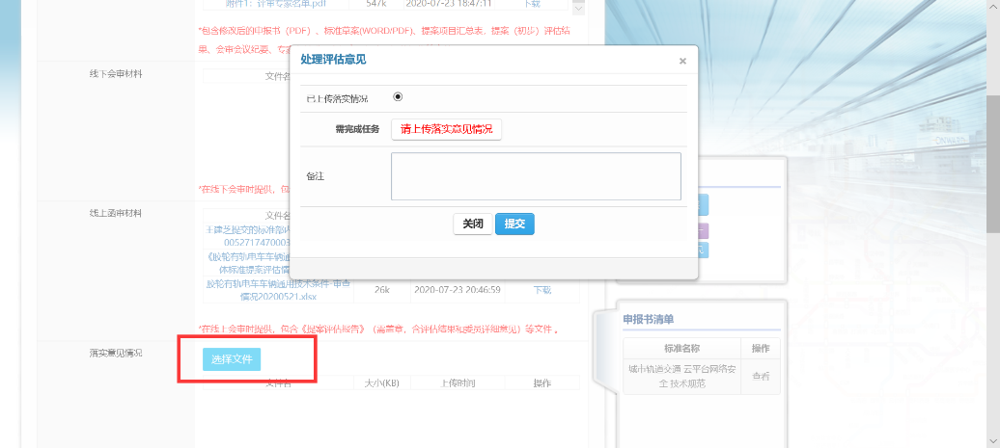 附件1：评审专家名单.pdf 547k 2020-07-23 18:47:11 下载
*包含修改后的申报书（PDF）、标准草案(WORD/PDF)、提案项目汇总表、提案（初步）评估结
果、会审会议纪要、专
处理评估意见 ×
已上传落实情况
需完成任务 请上传落实意见情况
备注
关闭 提交
线下会审材料 文件名
*在线下会审时提供，包
线上函审材料 文件名
王建芝提交的标准部
005271747000
《胶轮有轨电车车辆通
体标准提案评估情
胶轮有轨电车车辆通用技术条件-审查
情况20200521.xlsx 26k 2020-07-23 20:46:59 下载
*在线上会审时提供，包含《提案评估报告》（需盖章，含评估结果和委员详细意见）等文件 。
落实意见情况 选择文件
文件名 大小(KB) 上传时间 操作
申报书清单
标准名称 操作
城市轨道交通 云平台网络安
全 技术规范 查看